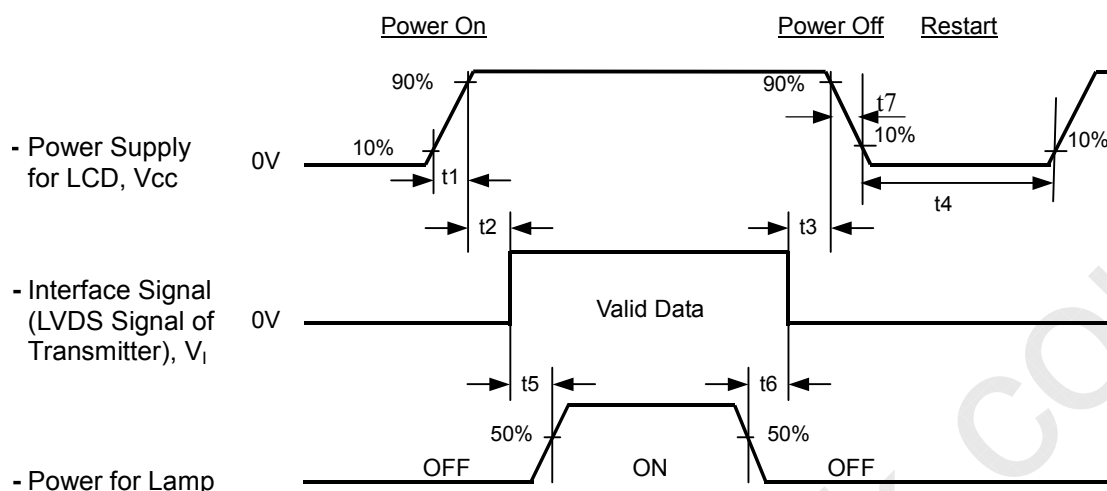 Power On Power Off Restart
90% 90% t7
- Power Supply
for LCD, Vcc
0V 10% t1 10% 10%
t4
t2 t3
- Interface Signal
(LVDS Signal of
Transmitter), VI
0V Valid Data
t5 t6
50% 50%
- Power for Lamp OFF ON OFF